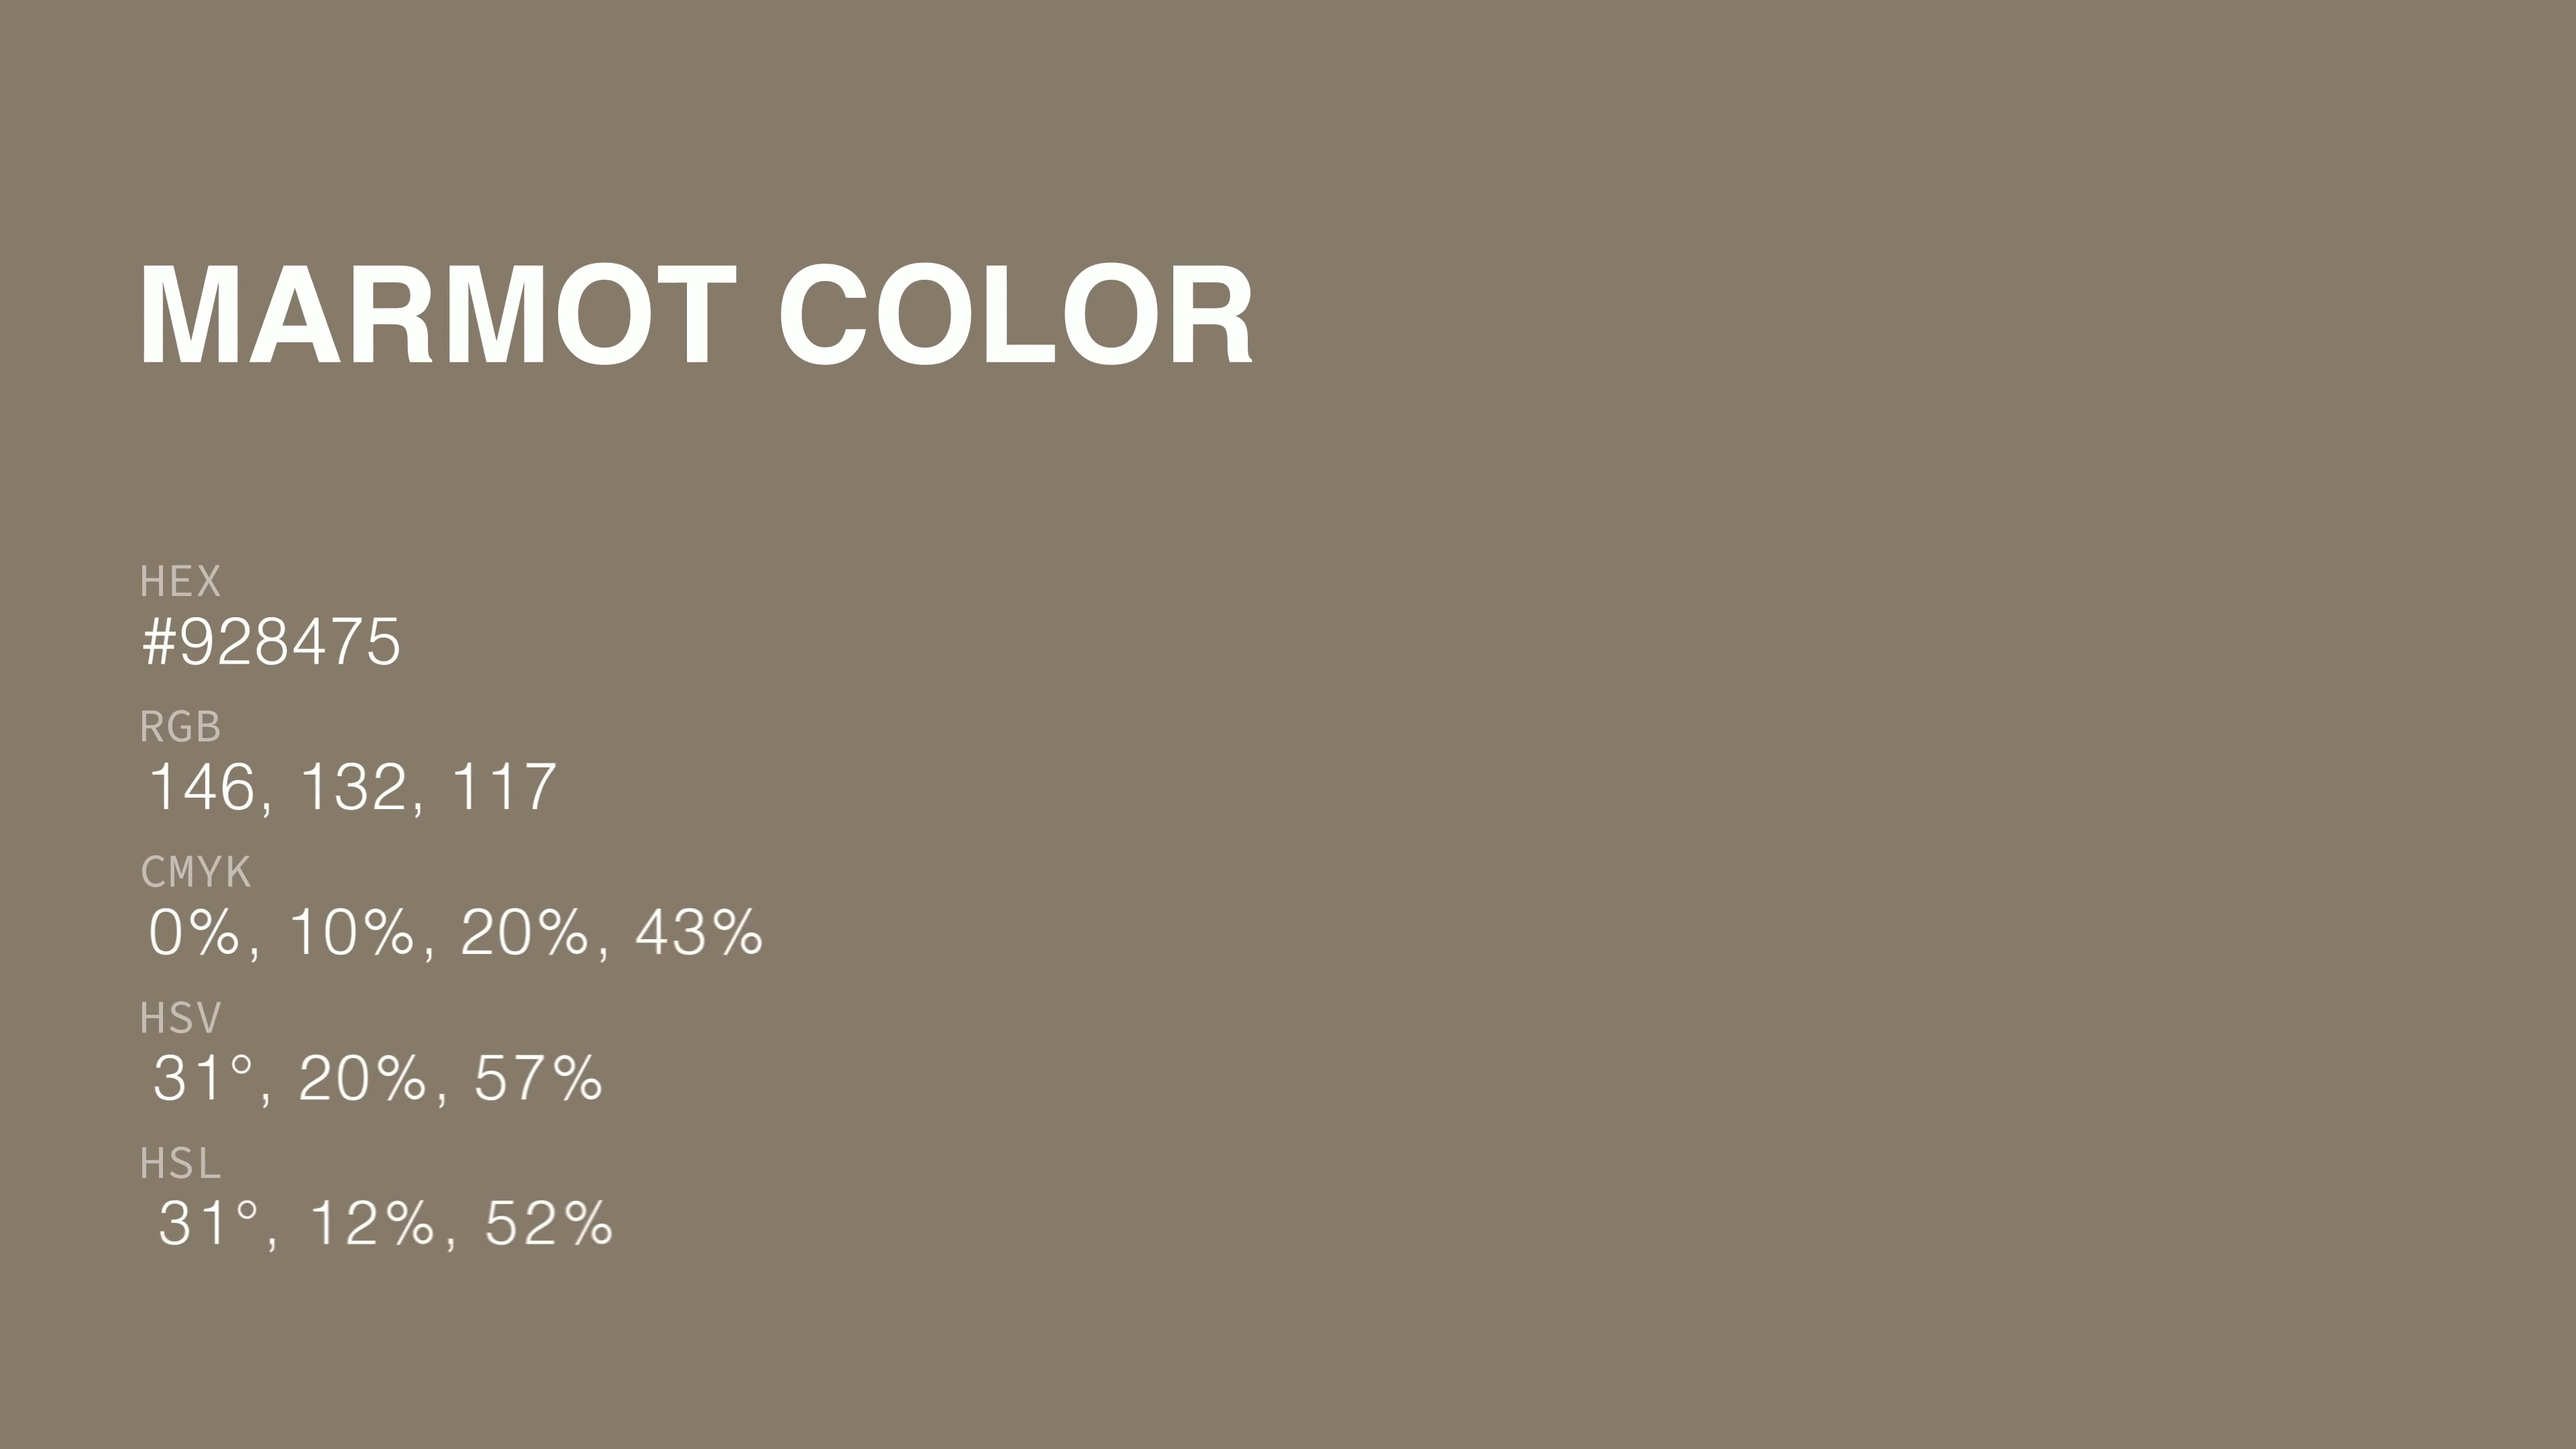 MARMOT COLOR
HEX
#928475
RGB
146, 132, 117
CMYK
0%, 10%, 20%, 43%
HSV
31°, 20%, 57%
HSL
31°, 12%, 52%